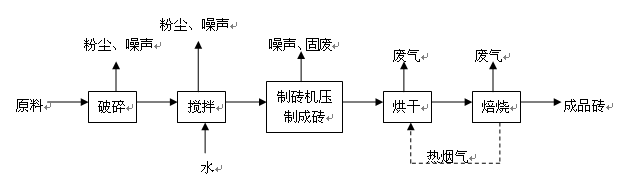 粉尘、噪声
粉尘、噪声
噪声、固废
废气
废气
原料
破碎
搅拌
制砖机压
制成砖
烘干
焙烧
成品砖
水
热烟气